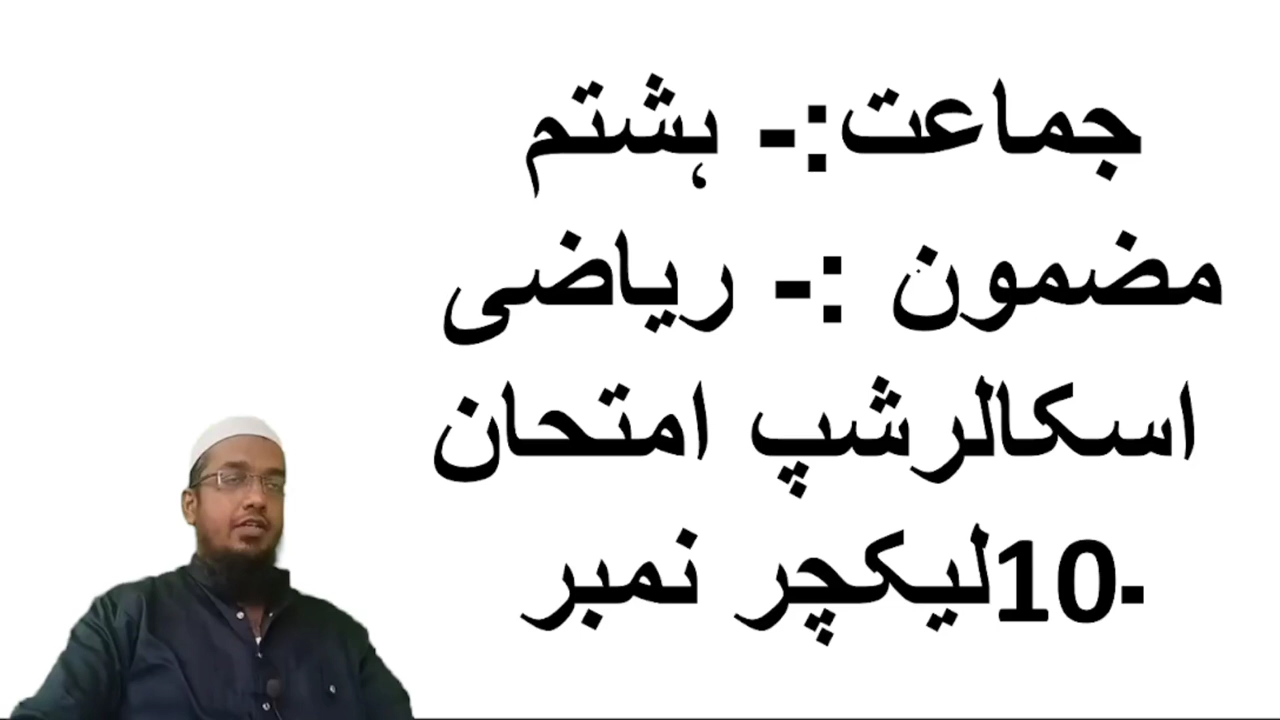 جماعت:- ہشتم
مضمون :- ریاضی
اسکالرشپ امتحان
-10لیکچر نمبر